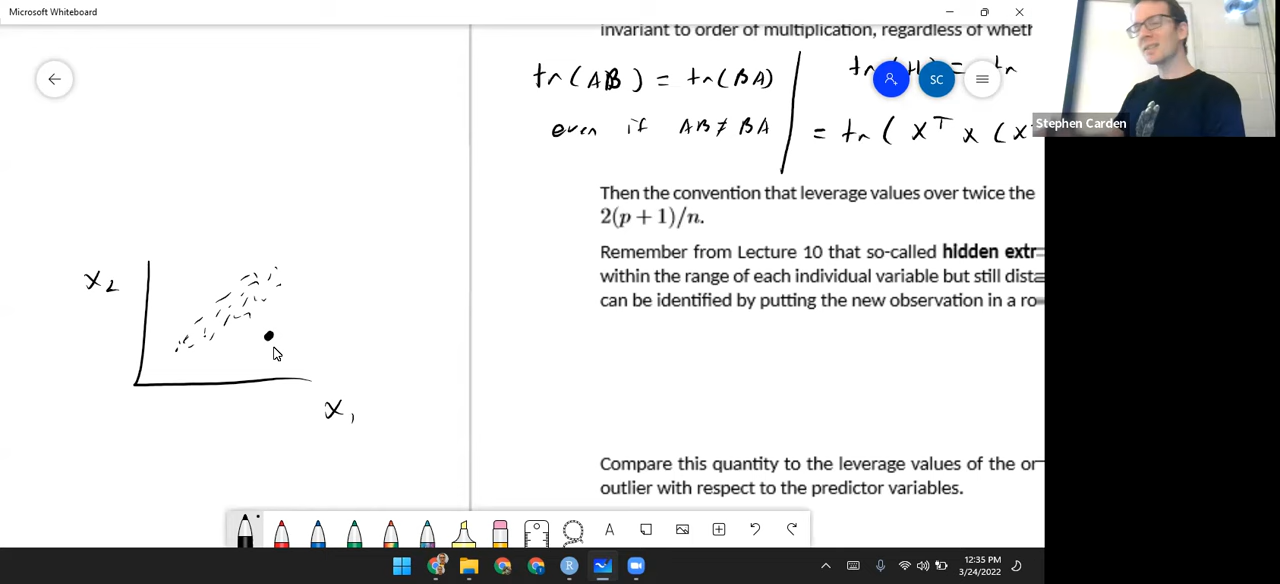 Microsoft Whiteboard
invariant to order of multiplication, regardless of
tr(AB) = tr(BA)
even if AB ≠ BA
tr(H) = tr
= tr( X^T X (X
SC
Stephen Carden
Then the convention that leverage values over twice the
2(p + 1)/n.
Remember from Lecture 10 that so-called hidden extr
within the range of each individual variable but still dist
can be identified by putting the new observation in a ro
x₂
x₁
Compare this quantity to the leverage values of the or
outlier with respect to the predictor variables.
A
12:35 PM
3/24/2022